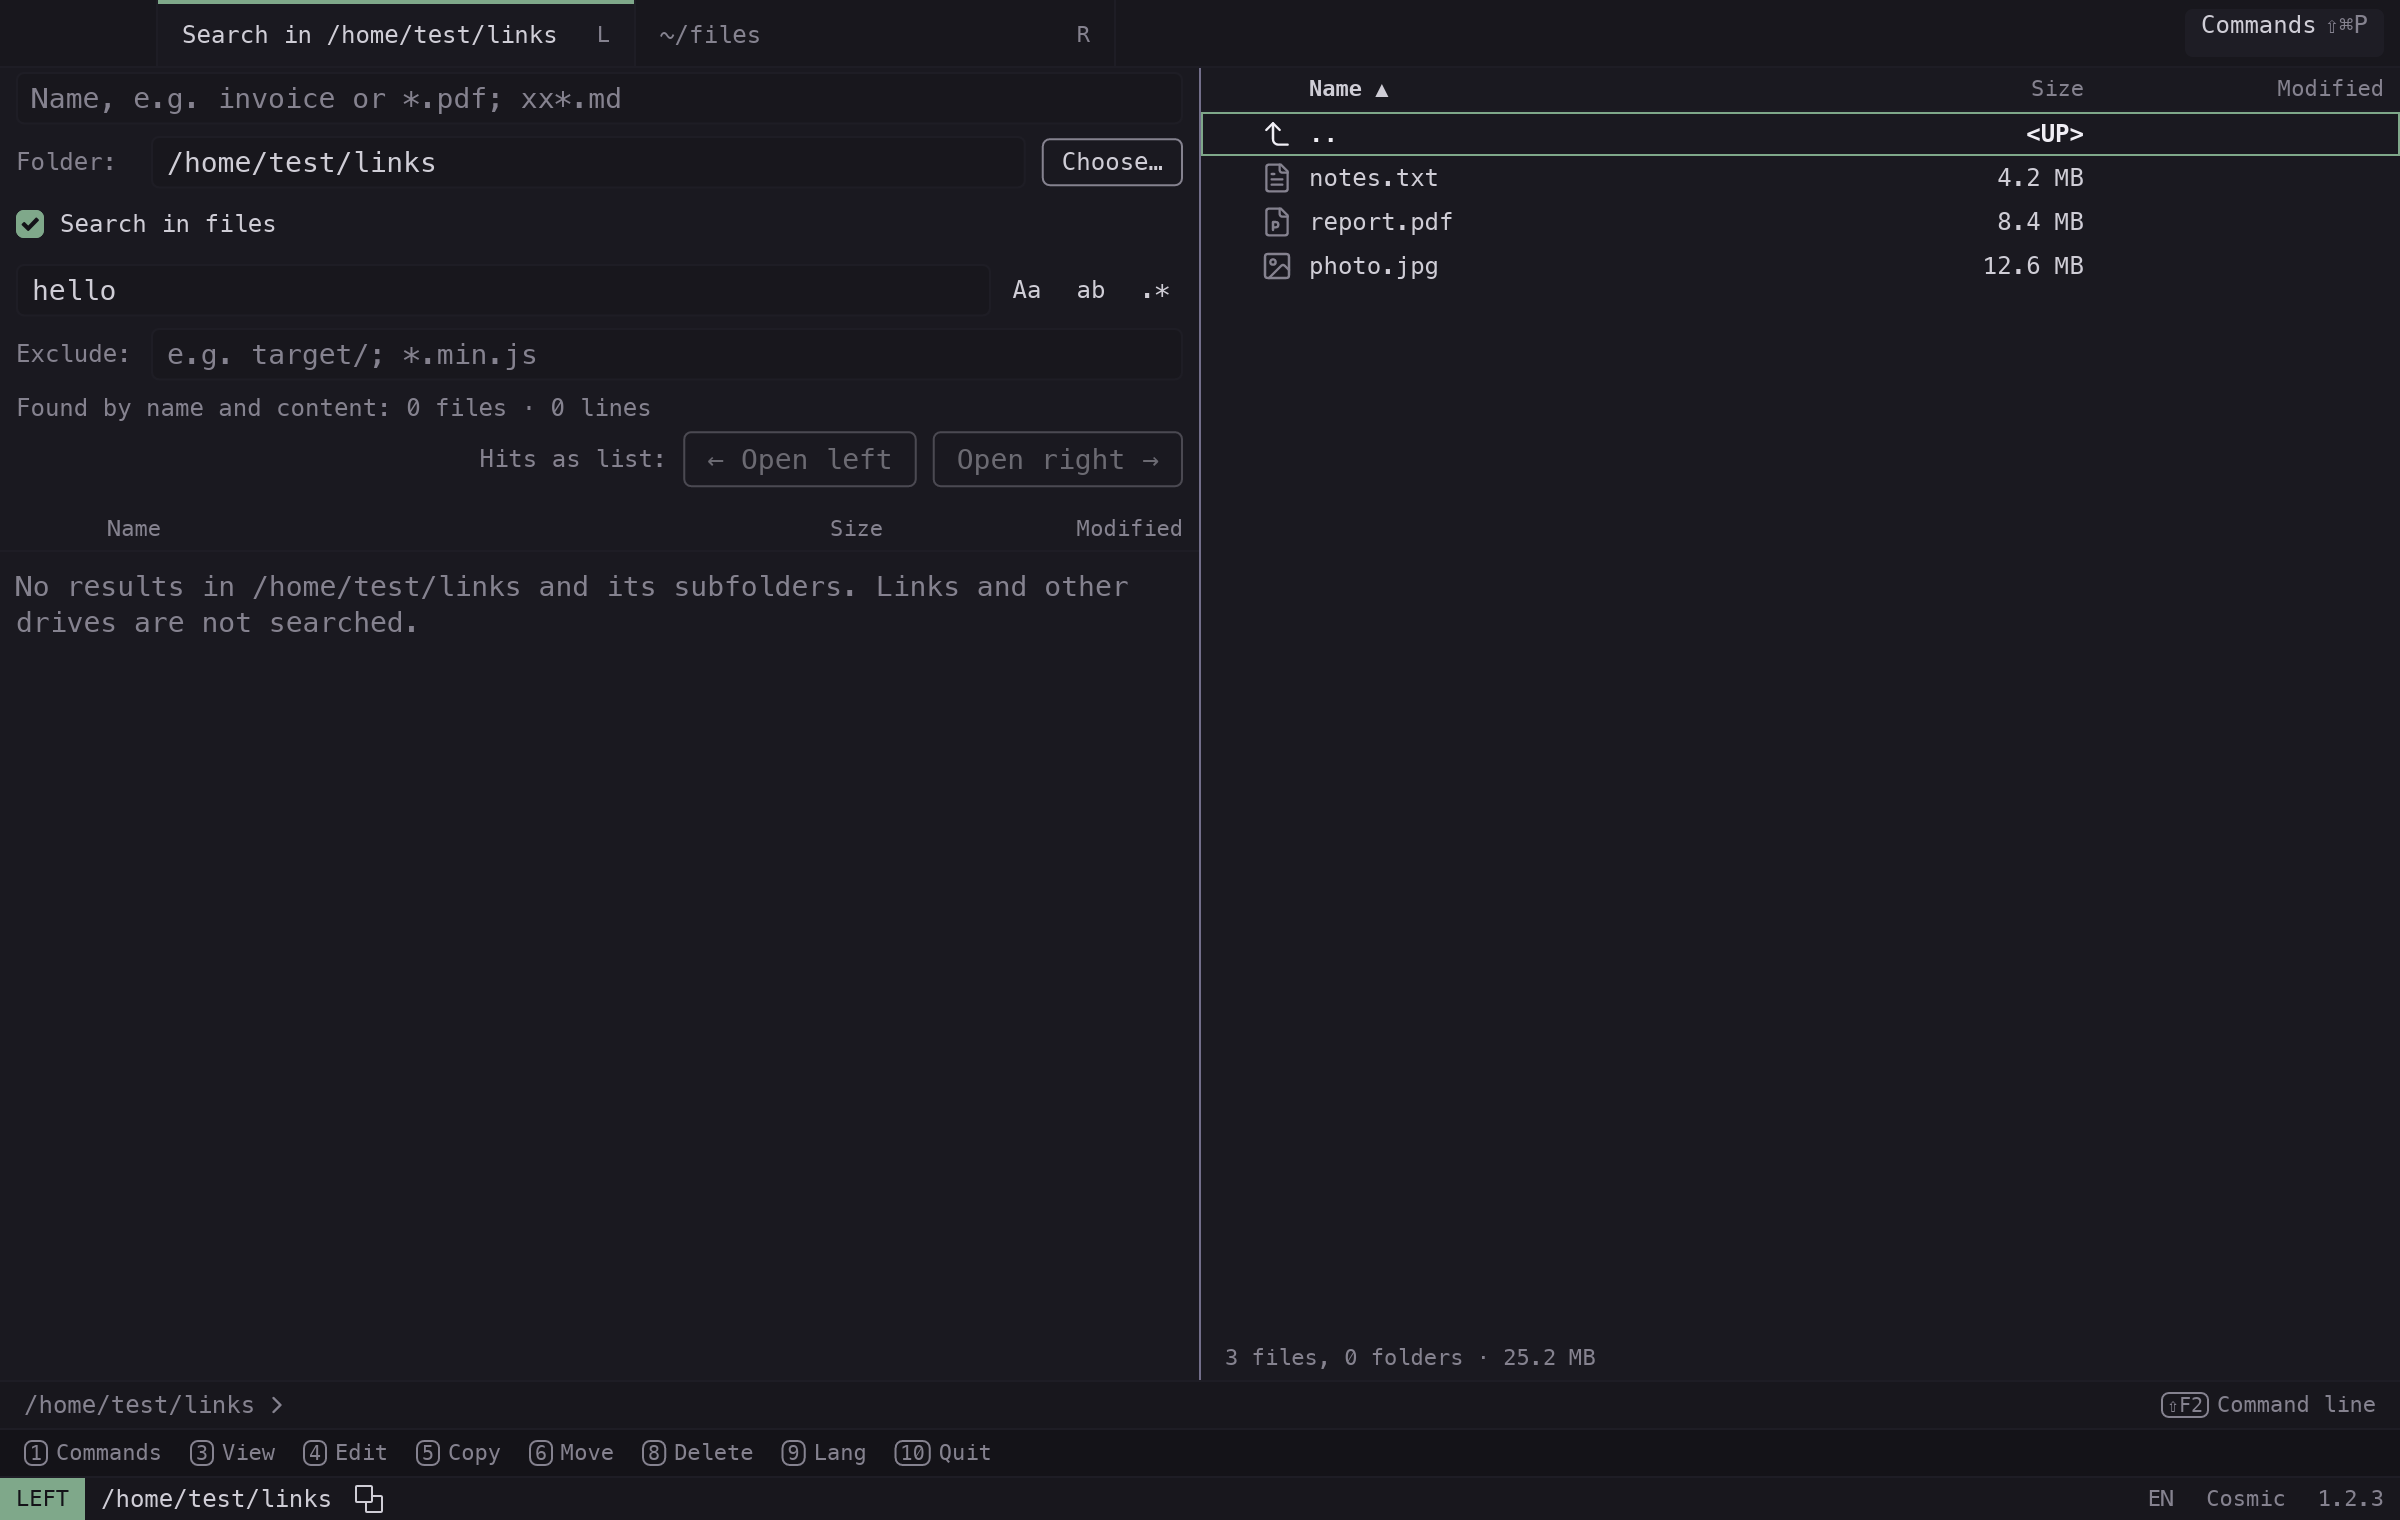 Search in /home/test/links L ~/files R Commands ⇧⌘P
Name, e.g. invoice or *.pdf; xx*.md
Folder: /home/test/links Choose…
Search in files
hello Aa ab .*
Exclude: e.g. target/; *.min.js
Found by name and content: 0 files · 0 lines
Hits as list: ← Open left Open right →
Name Size Modified
No results in /home/test/links and its subfolders. Links and other
drives are not searched.
Name ▲ Size Modified
.. <UP>
notes.txt 4.2 MB
report.pdf 8.4 MB
photo.jpg 12.6 MB
3 files, 0 folders · 25.2 MB
/home/test/links > ⇧F2 Command line
1 Commands 3 View 4 Edit 5 Copy 6 Move 8 Delete 9 Lang 10 Quit
LEFT /home/test/links EN Cosmic 1.2.3